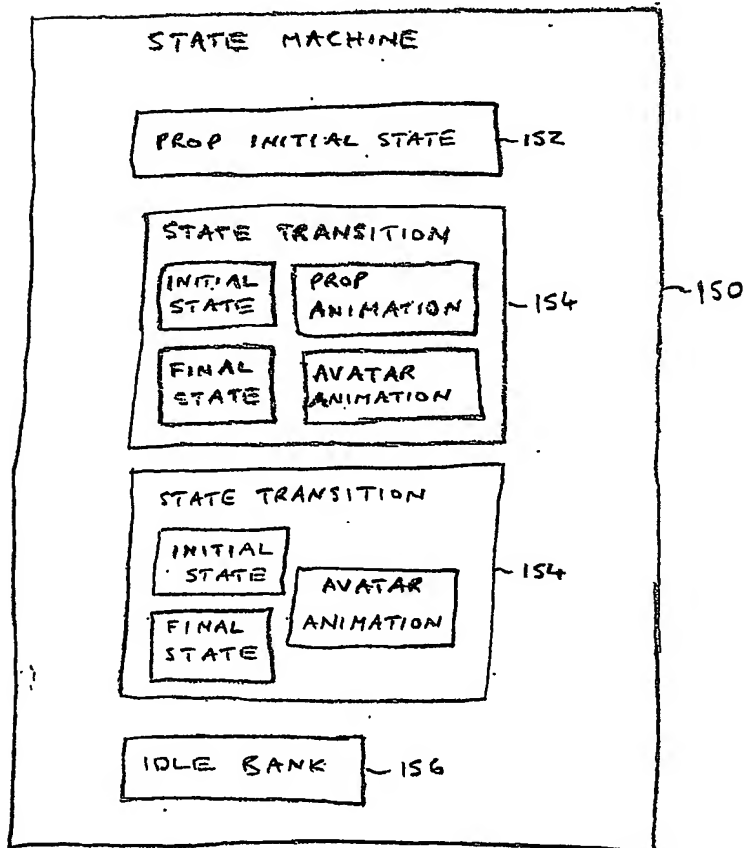 STATE MACHINE
PROP INITIAL STATE
152
STATE TRANSITION
INITIAL
STATE
PROP
ANIMATION
154
150
FINAL
STATE
AVATAR
ANIMATION
STATE TRANSITION
INITIAL
STATE
AVATAR
ANIMATION
154
FINAL
STATE
IDLE BANK
156